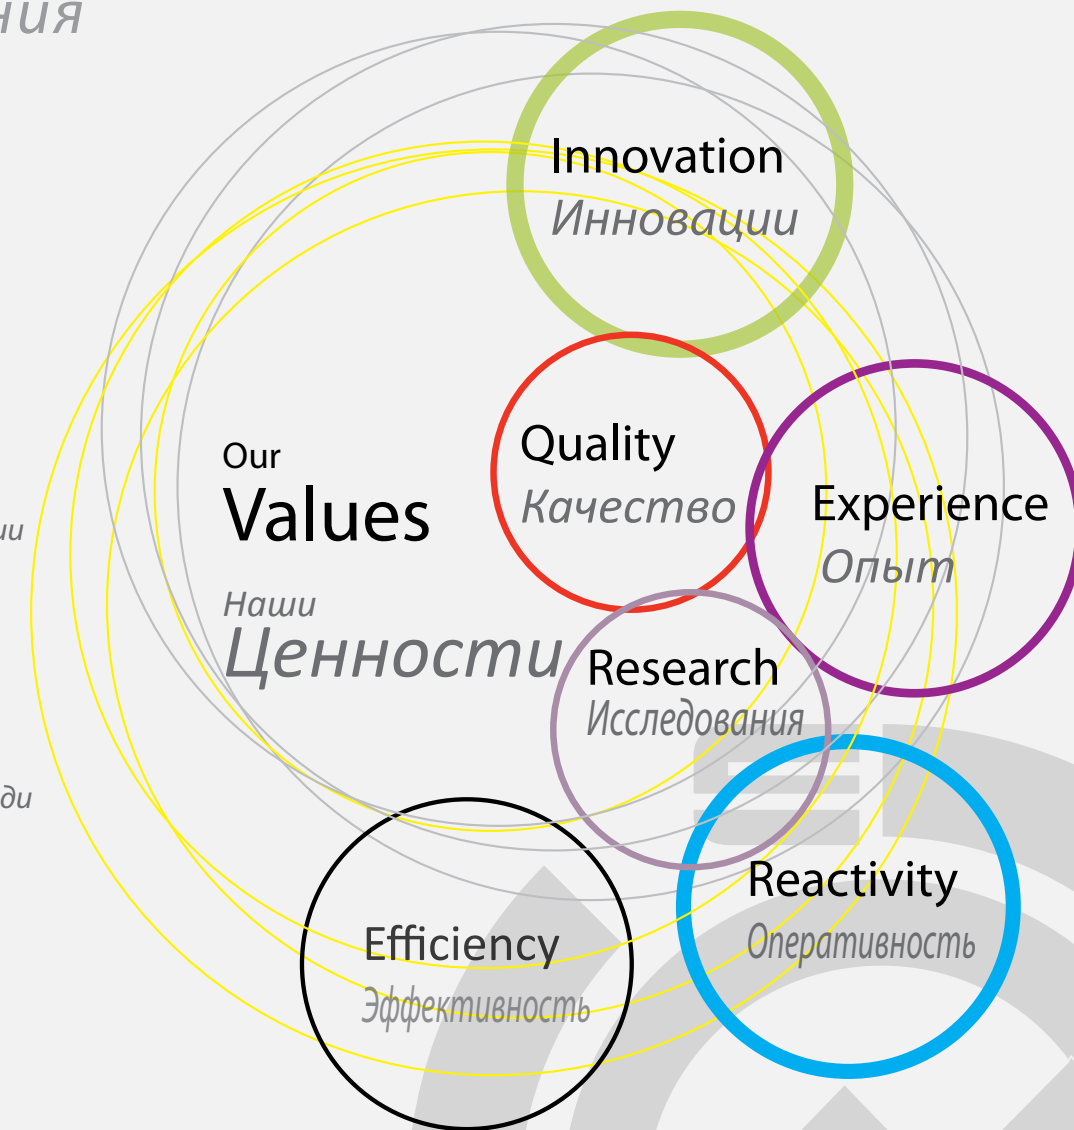 Innovation
Инновации
Quality
Качество
Experience
Опыт
Our
Values
Наши
Ценности
Research
Исследования
Reactivity
Оперативность
Efficiency
Эффективность